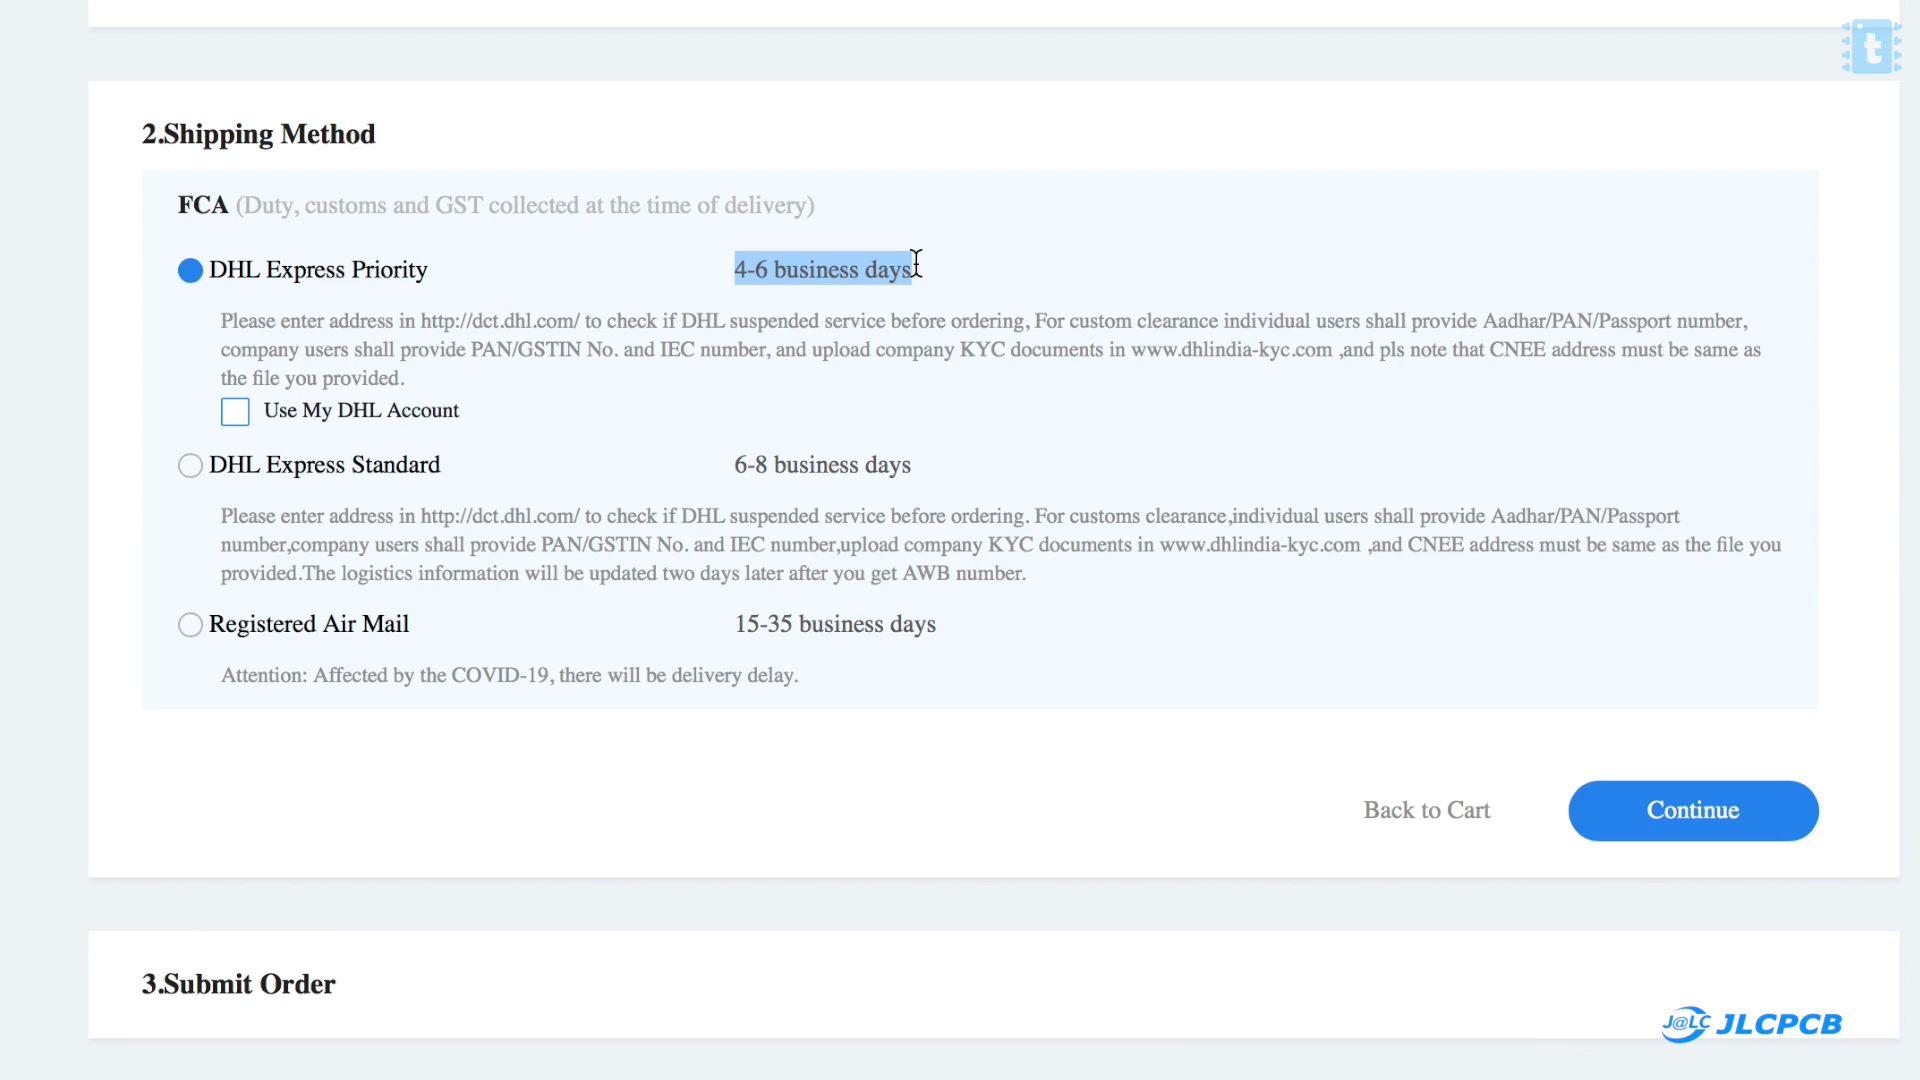 t
2.Shipping Method
FCA (Duty, customs and GST collected at the time of delivery)
DHL Express Priority 4-6 business days
Please enter address in http://dct.dhl.com/ to check if DHL suspended service before ordering, For custom clearance individual users shall provide Aadhar/PAN/Passport number,
company users shall provide PAN/GSTIN No. and IEC number, and upload company KYC documents in www.dhlindia-kyc.com ,and pls note that CNEE address must be same as
the file you provided.
Use My DHL Account
DHL Express Standard 6-8 business days
Please enter address in http://dct.dhl.com/ to check if DHL suspended service before ordering. For customs clearance,individual users shall provide Aadhar/PAN/Passport
number,company users shall provide PAN/GSTIN No. and IEC number,upload company KYC documents in www.dhlindia-kyc.com ,and CNEE address must be same as the file you
provided.The logistics information will be updated two days later after you get AWB number.
Registered Air Mail 15-35 business days
Attention: Affected by the COVID-19, there will be delivery delay.
Back to Cart Continue
3.Submit Order
J@LC JLCPCB